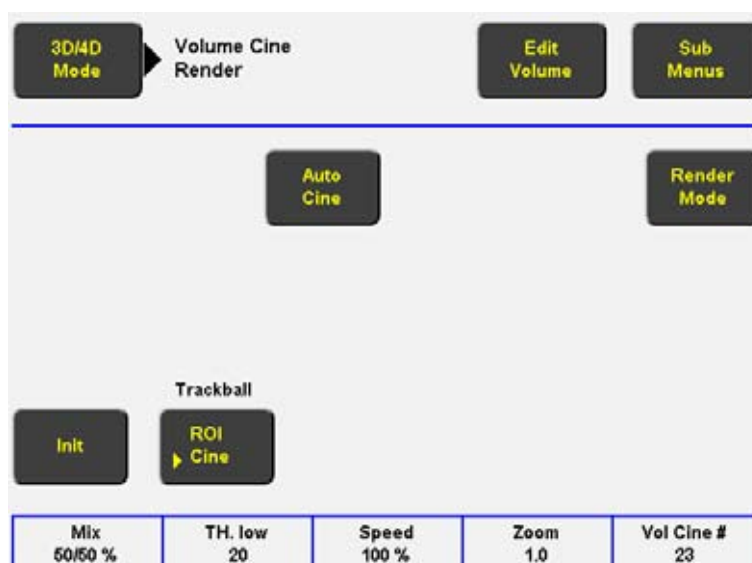 3D/4D
Mode
Volume Cine
Render
Edit
Volume
Sub
Menus
Auto
Cine
Render
Mode
Trackball
Init
ROI
Cine
Mix
50/50 %
TH. low
20
Speed
100 %
Zoom
1.0
Vol Cine #
23